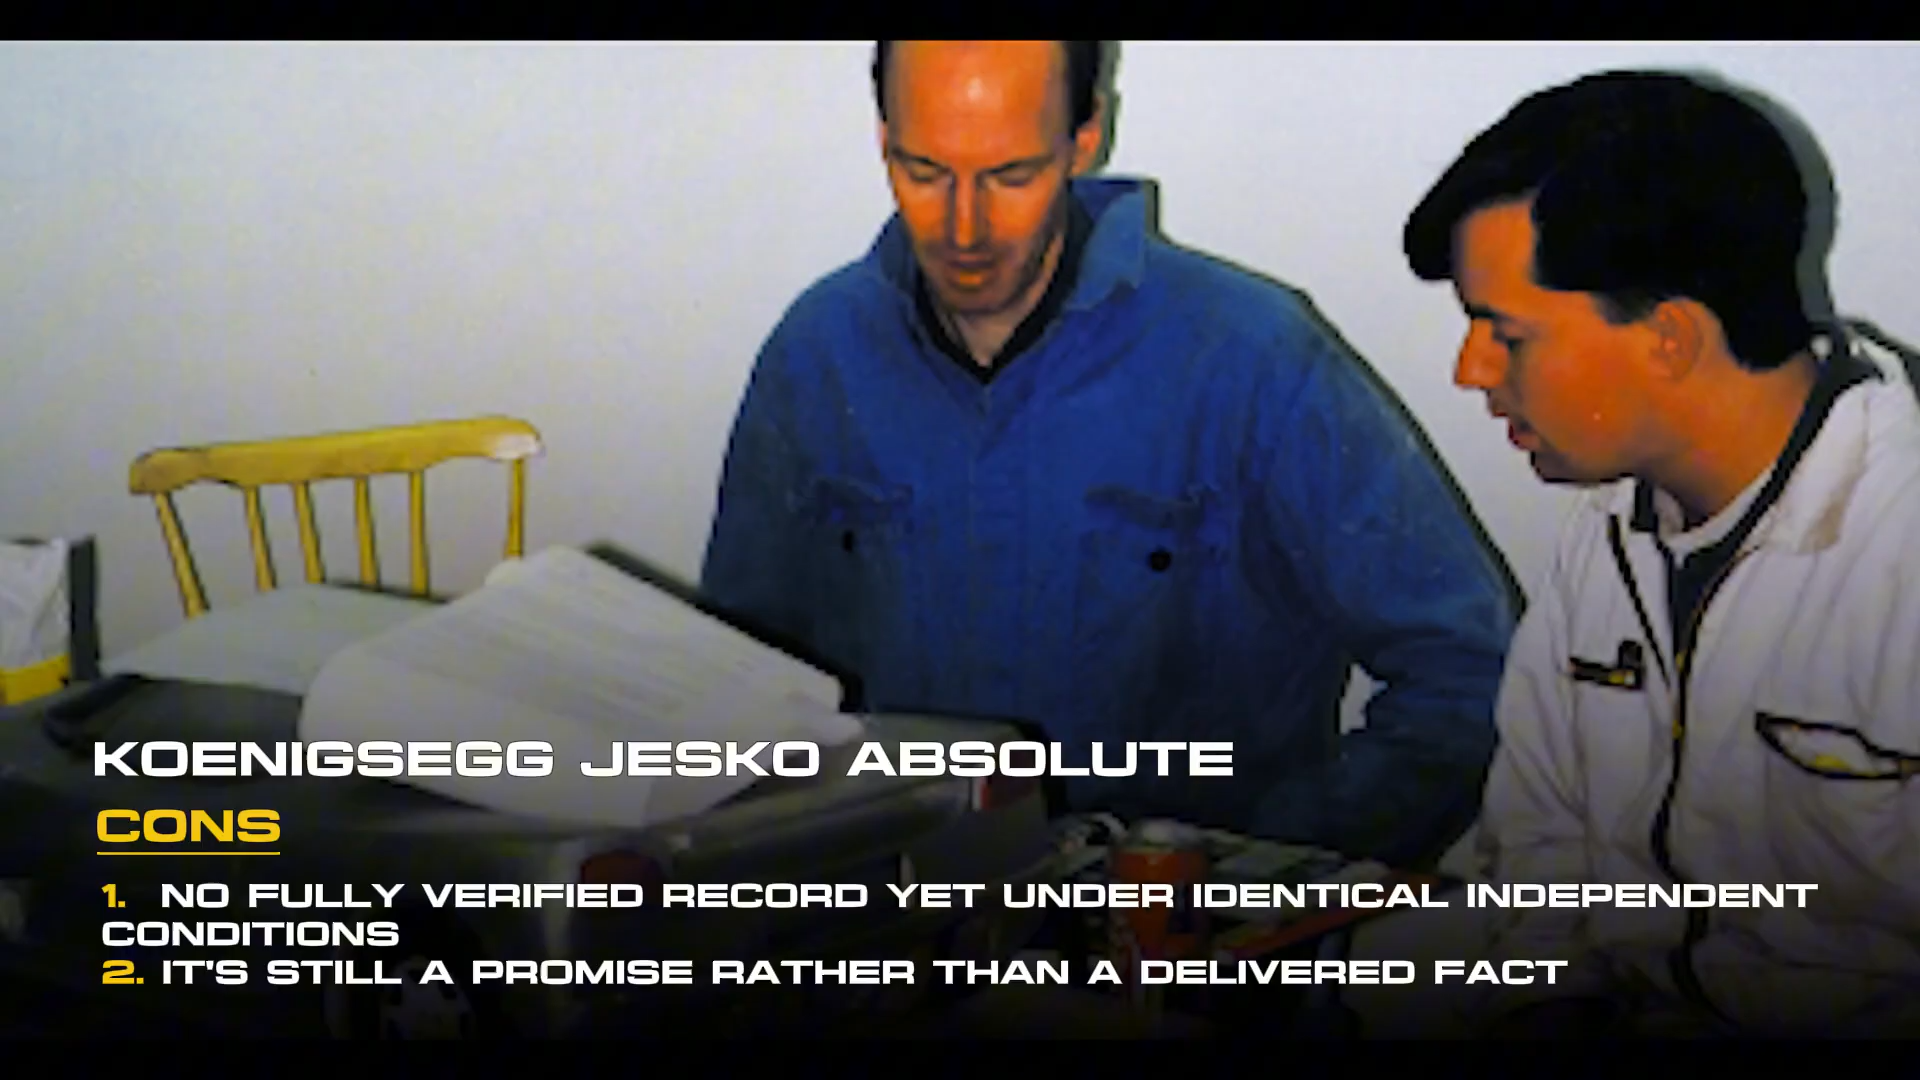 KOENIGSEGG JESKO ABSOLUTE
CONS
1. NO FULLY VERIFIED RECORD YET UNDER IDENTICAL INDEPENDENT
CONDITIONS
2. IT'S STILL A PROMISE RATHER THAN A DELIVERED FACT